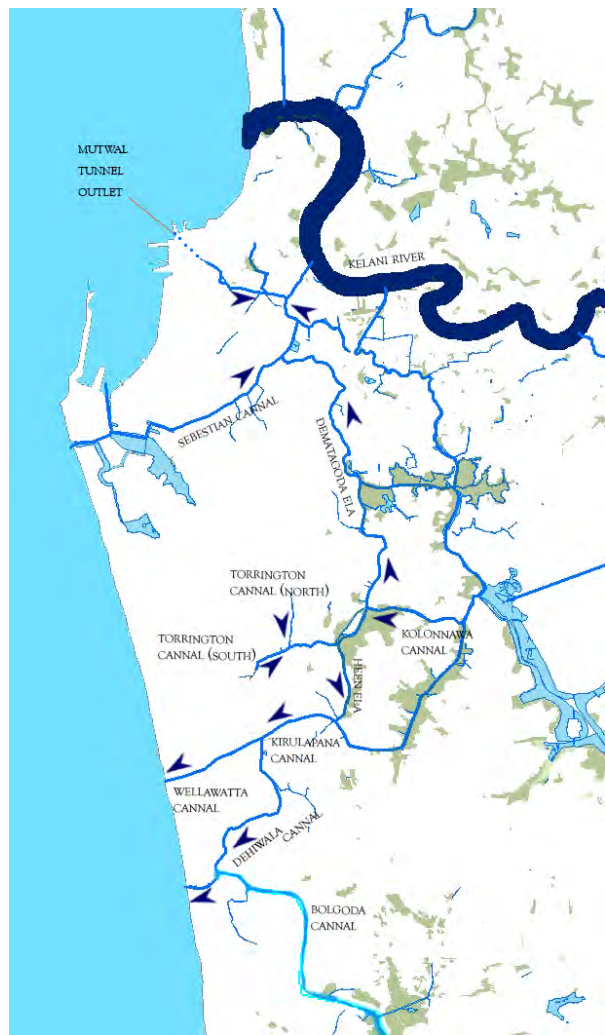 MUTWAL
TUNNEL
OUTLET
KELANI RIVER
SEBESTIAN CANNAL
DEMATAGODA ELA
TORRINGTON
CANNAL (NORTH)
TORRINGTON
CANNAL (SOUTH)
KOLONNAWA
CANNAL
HEEN ELA
KIRULAPANA
CANNAL
WELLAWATTA
CANNAL
DEHIWALA CANNAL
BOLGODA
CANNAL